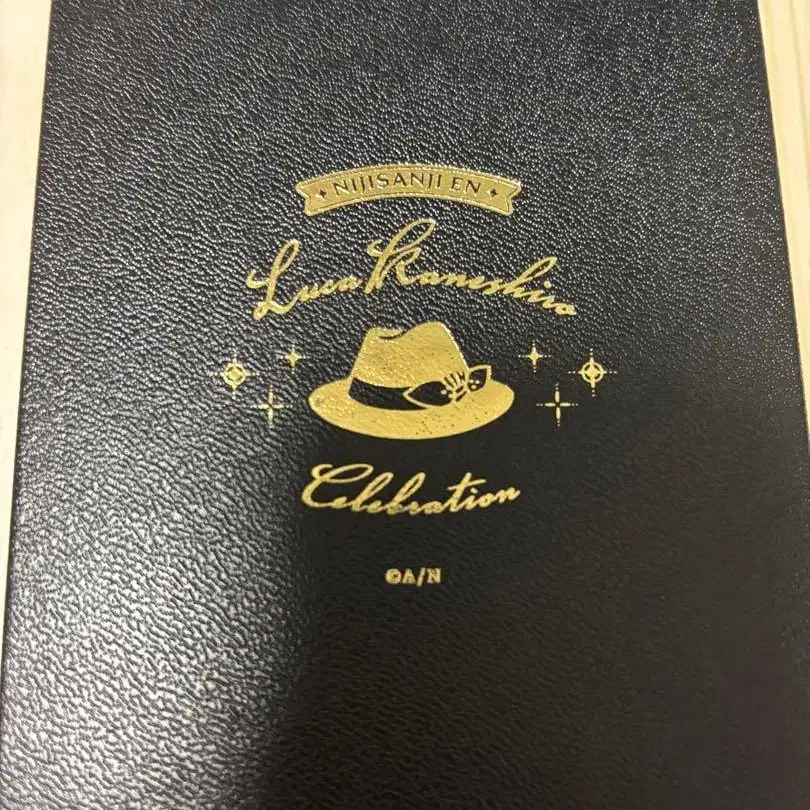 NIJISANJI EN
Luca Kaneshiro
Celebration
©A/N